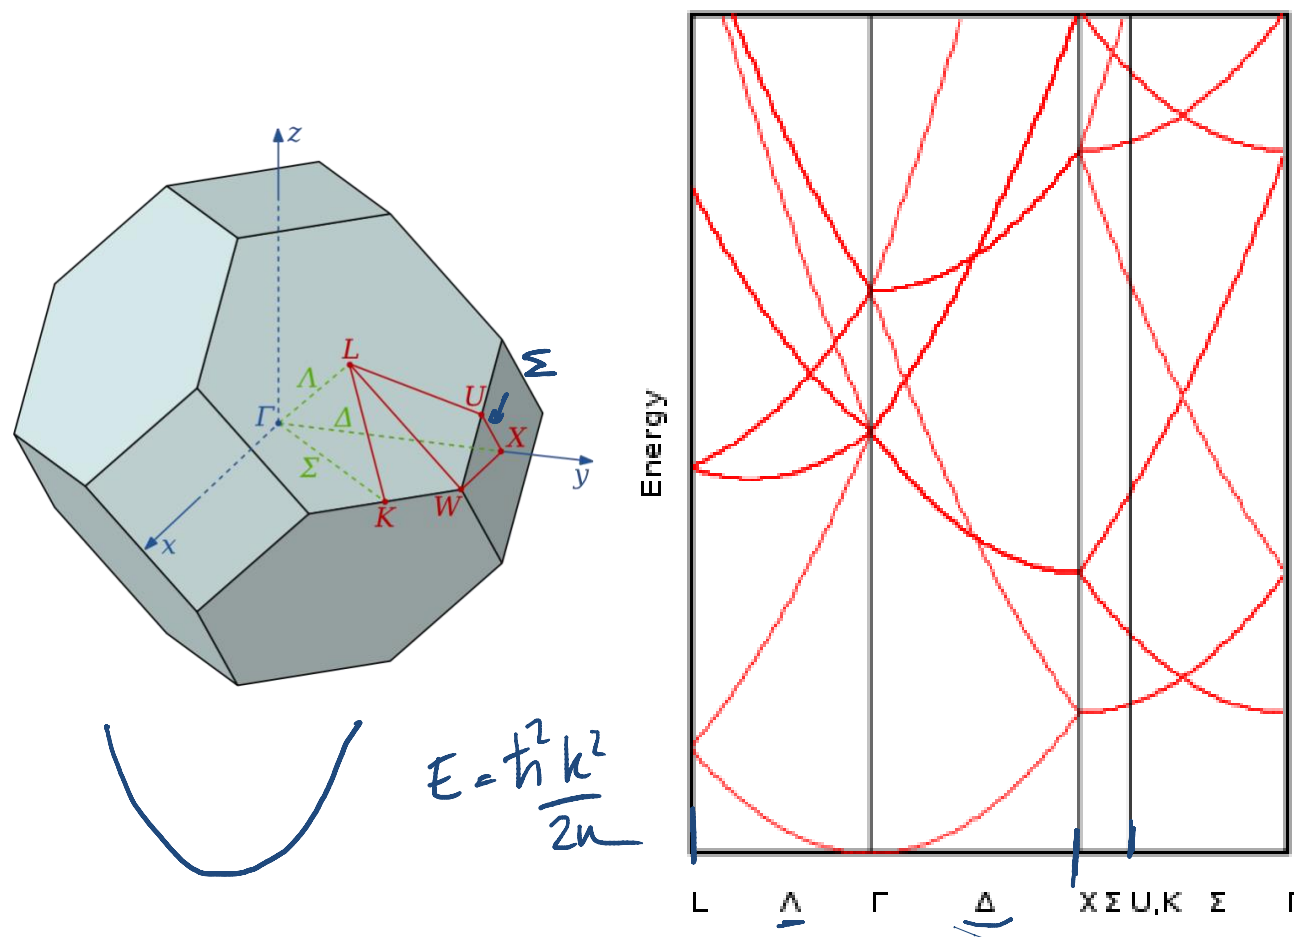 z
L
Λ
Σ
U
Γ
Δ
X
Σ
y
K
W
x
E = ħ²k²
2m
Energy
L Λ Γ Δ X Σ U,K Σ Γ